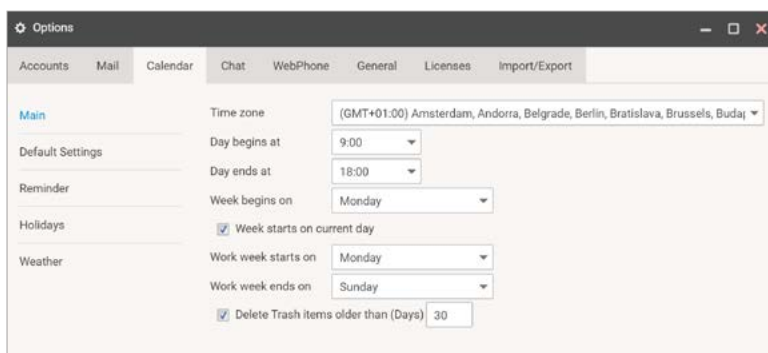 Options
Accounts Mail Calendar Chat WebPhone General Licenses Import/Export
Main
Default Settings
Reminder
Holidays
Weather
Time zone (GMT+01:00) Amsterdam, Andorra, Belgrade, Berlin, Bratislava, Brussels,
Day begins at 9:00
Day ends at 18:00
Week begins on Monday
Week starts on current day
Work week starts on Monday
Work week ends on Sunday
Delete Trash items older than (Days) 30